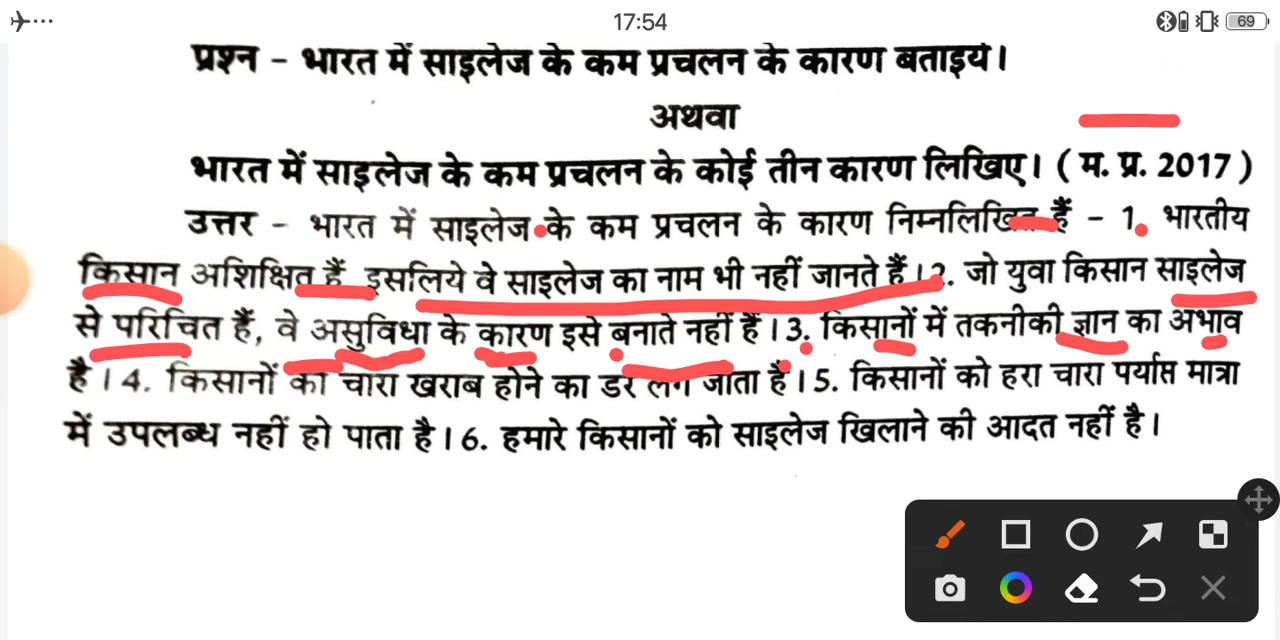 17:54
69
प्रश्न - भारत में साइलेज के कम प्रचलन के कारण बताइये।
अथवा
भारत में साइलेज के कम प्रचलन के कोई तीन कारण लिखिए। ( म. प्र. 2017 )
उत्तर - भारत में साइलेज के कम प्रचलन के कारण निम्नलिखित हैं - 1. भारतीय
किसान अशिक्षित हैं इसलिये वे साइलेज का नाम भी नहीं जानते हैं। 2. जो युवा किसान साइलेज
से परिचित हैं, वे असुविधा के कारण इसे बनाते नहीं हैं। 3. किसानों में तकनीकी ज्ञान का अभाव
है। 4. किसानों को चारा खराब होने का डर लग जाता है। 5. किसानों को हरा चारा पर्याप्त मात्रा
में उपलब्ध नहीं हो पाता है। 6. हमारे किसानों को साइलेज खिलाने की आदत नहीं है।